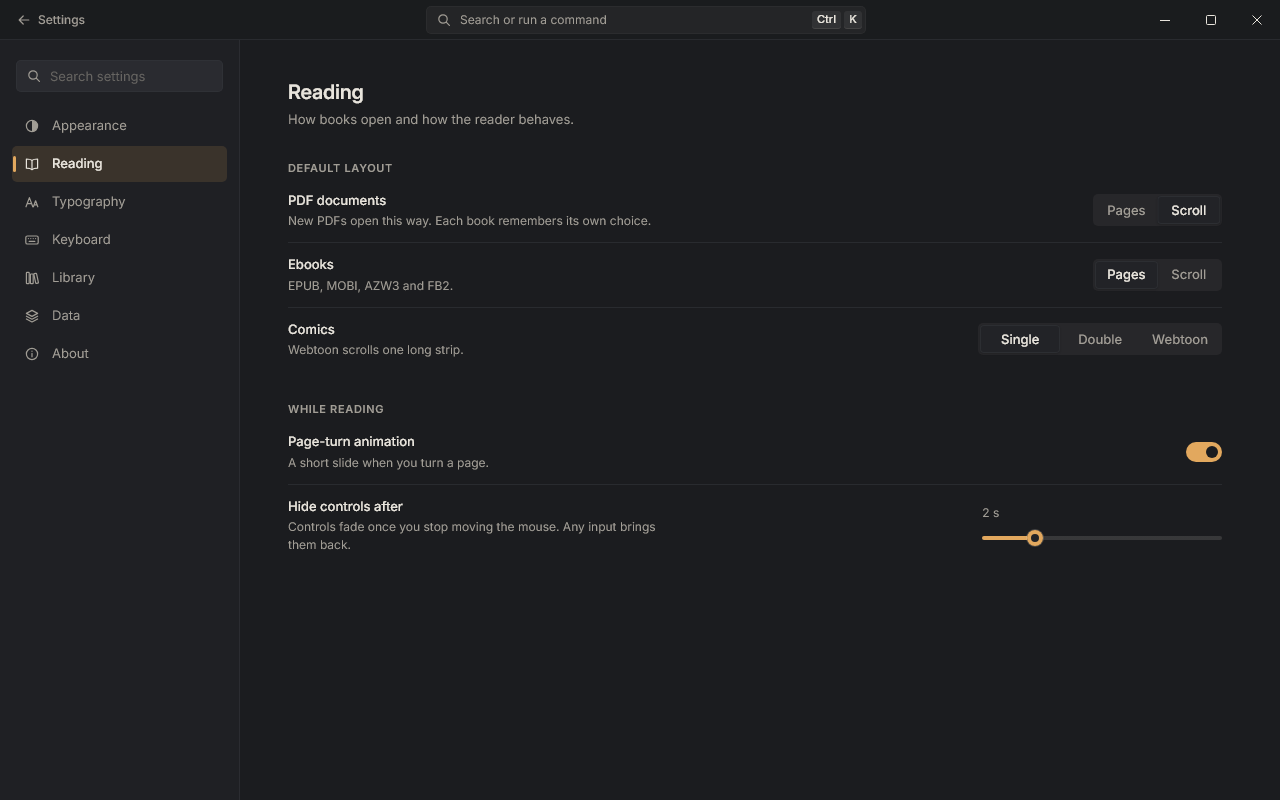 Settings
Search or run a command
Ctrl K
Search settings
Appearance
Reading
Typography
Keyboard
Library
Data
About
Reading
How books open and how the reader behaves.
DEFAULT LAYOUT
PDF documents
New PDFs open this way. Each book remembers its own choice.
Pages Scroll
Ebooks
EPUB, MOBI, AZW3 and FB2.
Pages Scroll
Comics
Webtoon scrolls one long strip.
Single Double Webtoon
WHILE READING
Page-turn animation
A short slide when you turn a page.
Hide controls after
Controls fade once you stop moving the mouse. Any input brings
them back.
2 s